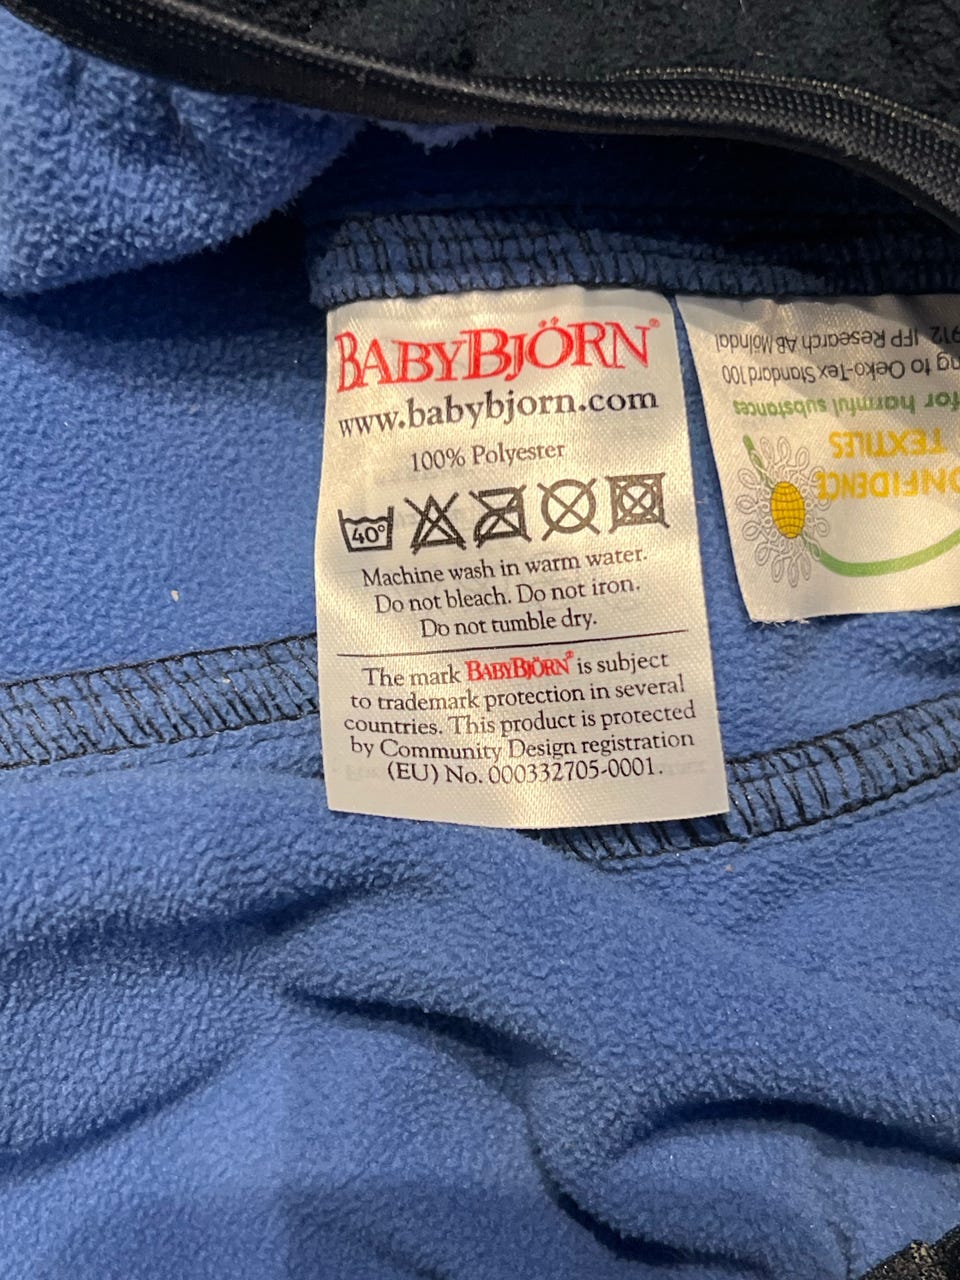 BABYBJÖRN®
www.babybjorn.com
100% Polyester
40°
Machine wash in warm water.
Do not bleach. Do not iron.
Do not tumble dry.
The mark BABYBJÖRN® is subject
to trademark protection in several
countries. This product is protected
by Community Design registration
(EU) No. 000332705-0001.
CONFIDENCE
TEXTILES
for harmful substances
to Oeko-Tex Standard 100
IFP Research AB Mölndal